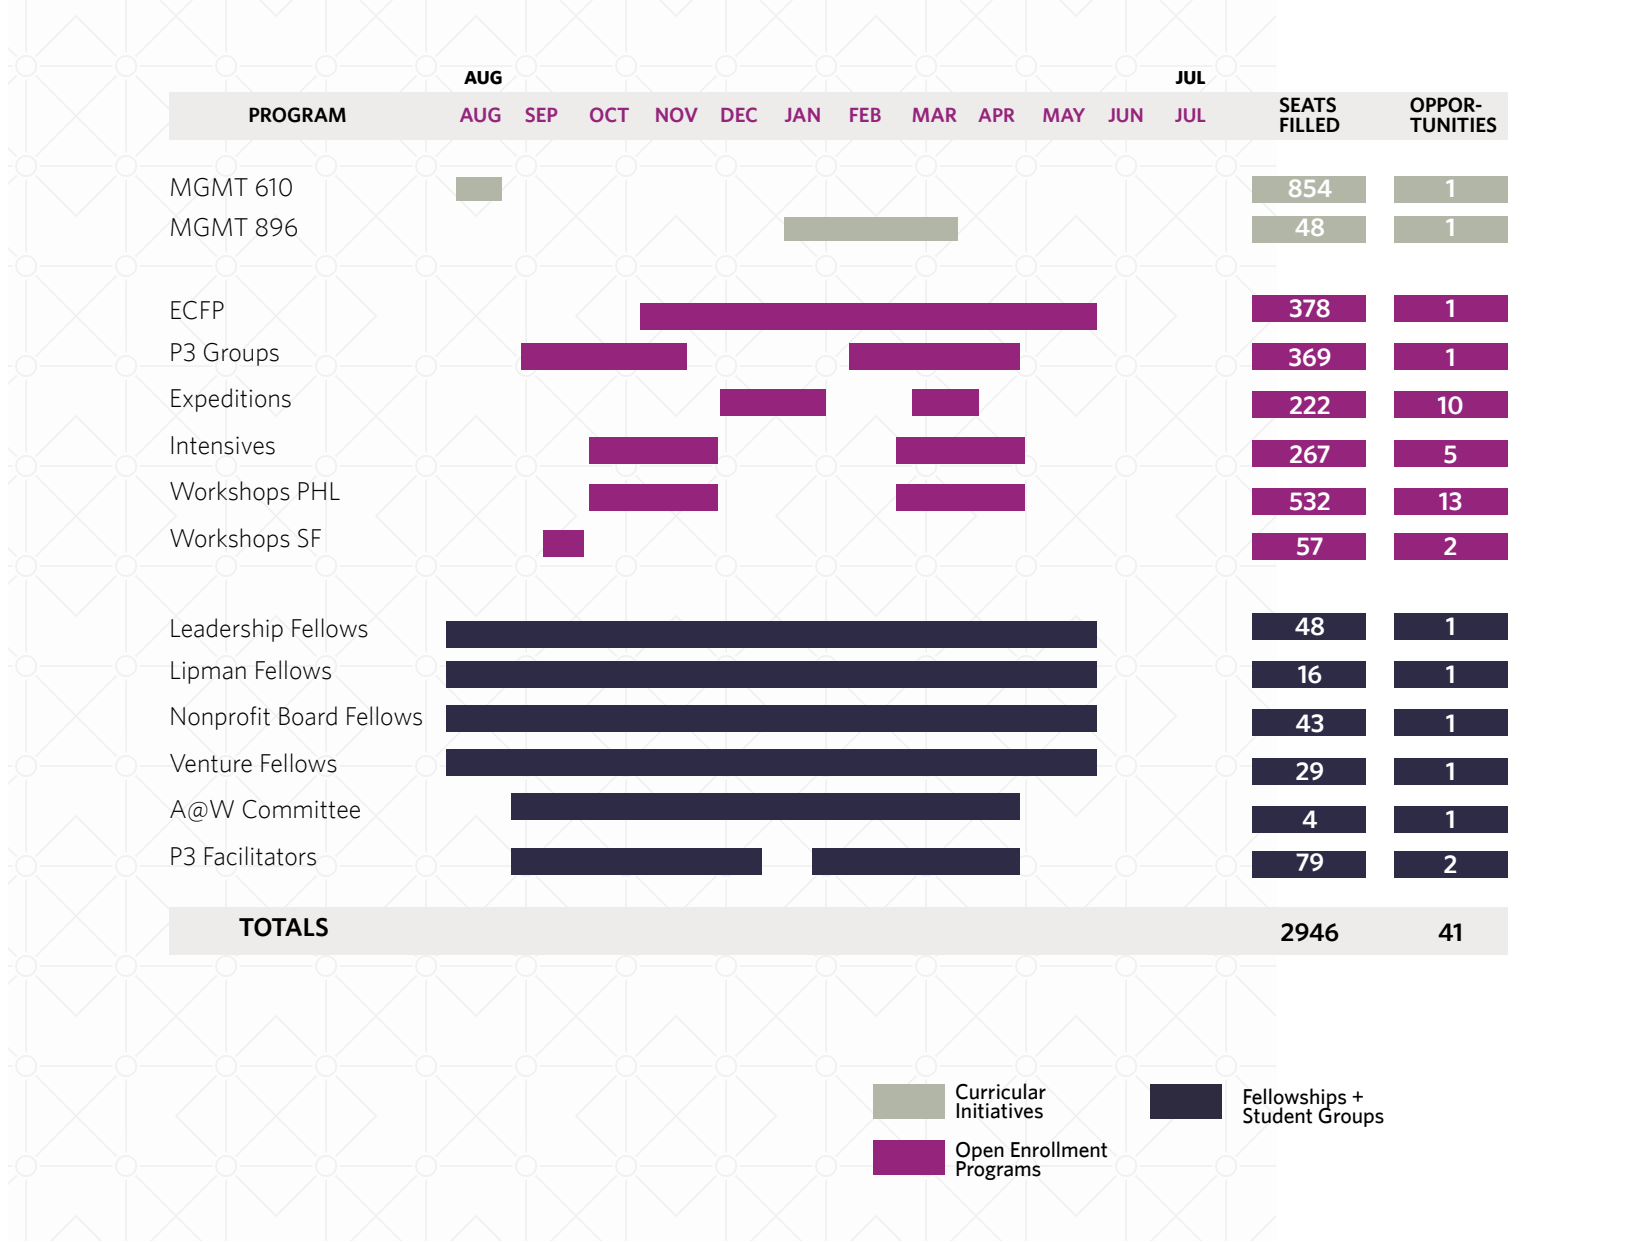 AUG JUL
PROGRAM AUG SEP OCT NOV DEC JAN FEB MAR APR MAY JUN JUL SEATS FILLED OPPOR-TUNITIES
MGMT 610 854 1
MGMT 896 48 1
ECFP 378 1
P3 Groups 369 1
Expeditions 222 10
Intensives 267 5
Workshops PHL 532 13
Workshops SF 57 2
Leadership Fellows 48 1
Lipman Fellows 16 1
Nonprofit Board Fellows 43 1
Venture Fellows 29 1
A@W Committee 4 1
P3 Facilitators 79 2
TOTALS 2946 41
Curricular
Initiatives
Fellowships +
Student Groups
Open Enrollment
Programs